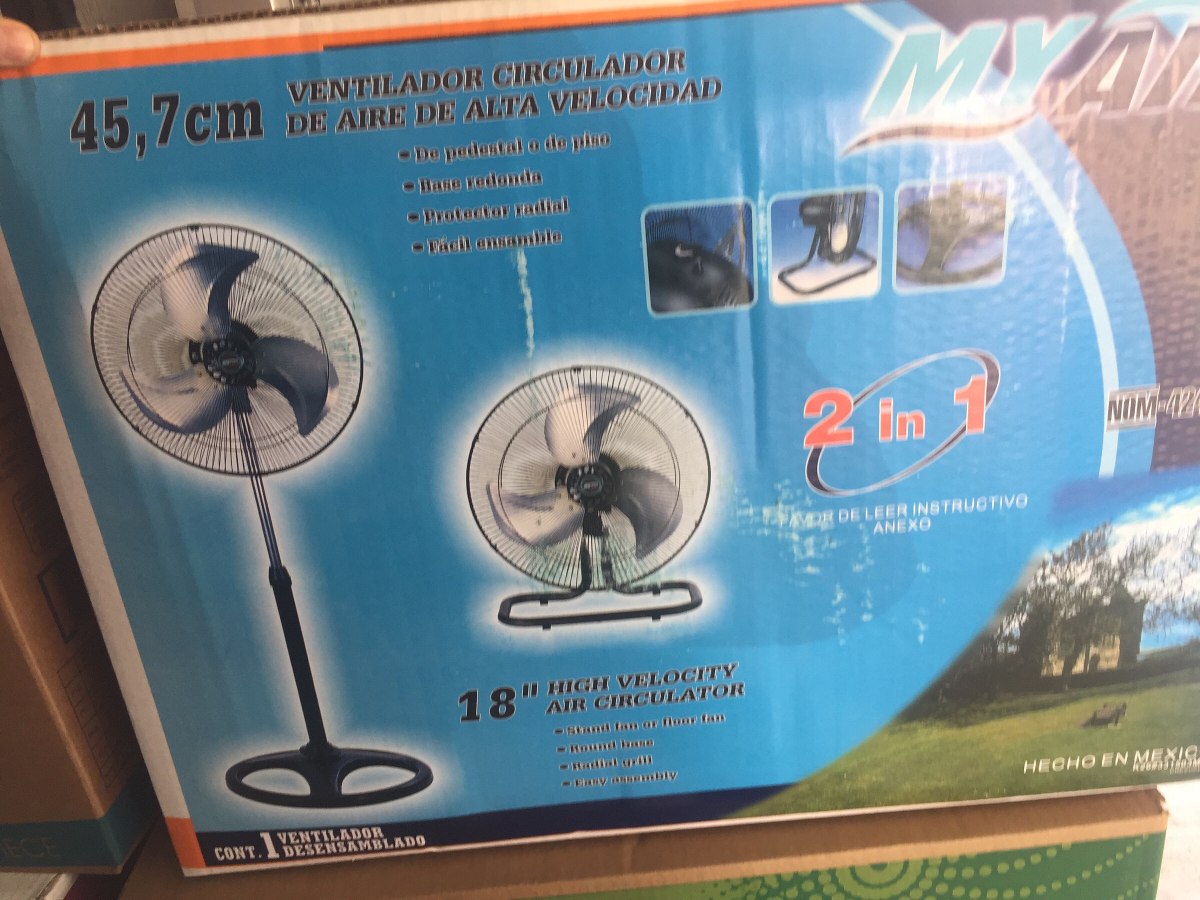 45,7cm
VENTILADOR CIRCULADOR
DE AIRE DE ALTA VELOCIDAD
- De pedestal o de piso
- Base redonda
- Protector radial
- Fácil ensamble
2 in 1
FAVOR DE LEER INSTRUCTIVO
ANEXO
18" HIGH VELOCITY
AIR CIRCULATOR
- Stand fan or floor fan
- Round base
- Radial grill
- Easy assembly
HECHO EN MEXIC
CONT. 1 VENTILADOR
DESENSAMBLADO